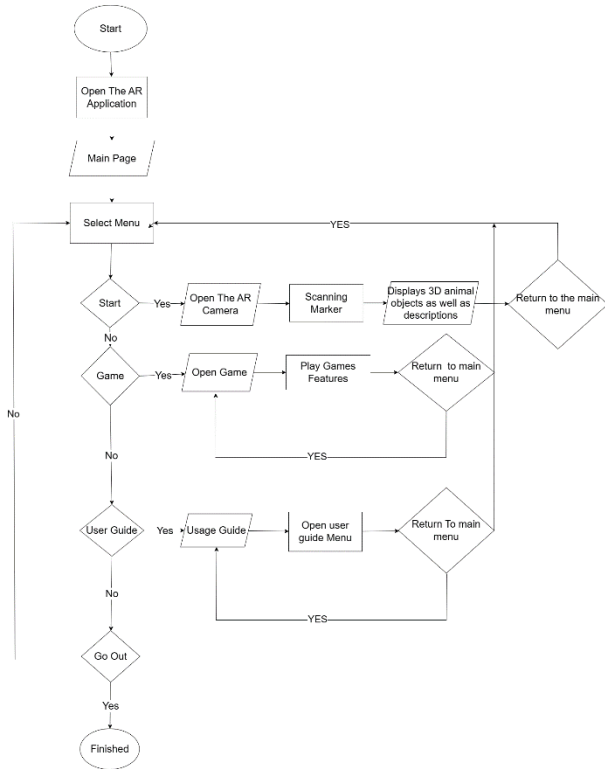 Start
Open The AR
Application
Main Page
Select Menu
YES
Start
Yes
Open The AR
Camera
Scanning
Marker
Displays 3D animal
objects as well as
descriptions
Return to the main
menu
No
Game
Yes
Open Game
Play Games
Features
Return to main
menu
No
YES
No
User Guide
Yes
Usage Guide
Open user
guide Menu
Return To main
menu
No
YES
Go Out
Yes
Finished